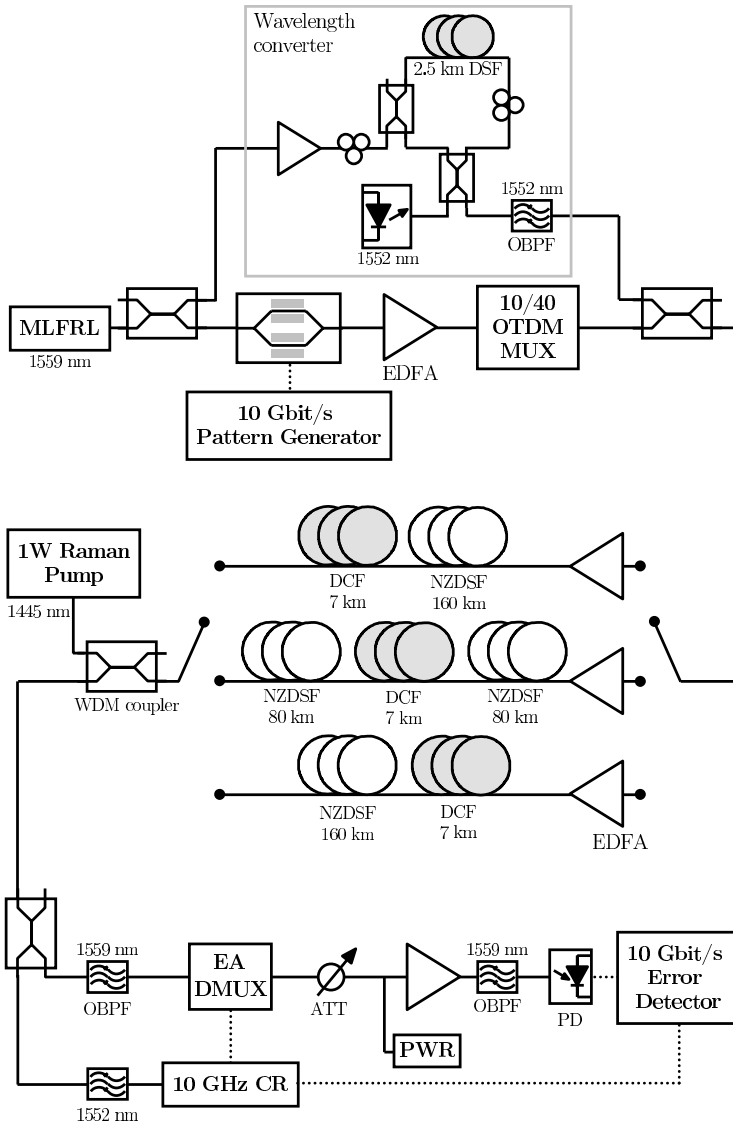 Wavelength
converter
2.5 km DSF
1552 nm
OBPF
1552 nm
MLFRL
1559 nm
10/40
OTDM
MUX
EDFA
10 Gbit/s
Pattern Generator
1W Raman
Pump
1445 nm
WDM coupler
DCF
7 km
NZDSF
160 km
NZDSF
80 km
DCF
7 km
NZDSF
80 km
NZDSF
160 km
DCF
7 km
EDFA
1559 nm
OBPF
EA
DMUX
ATT
PWR
1559 nm
OBPF
PD
10 Gbit/s
Error
Detector
1552 nm
10 GHz CR